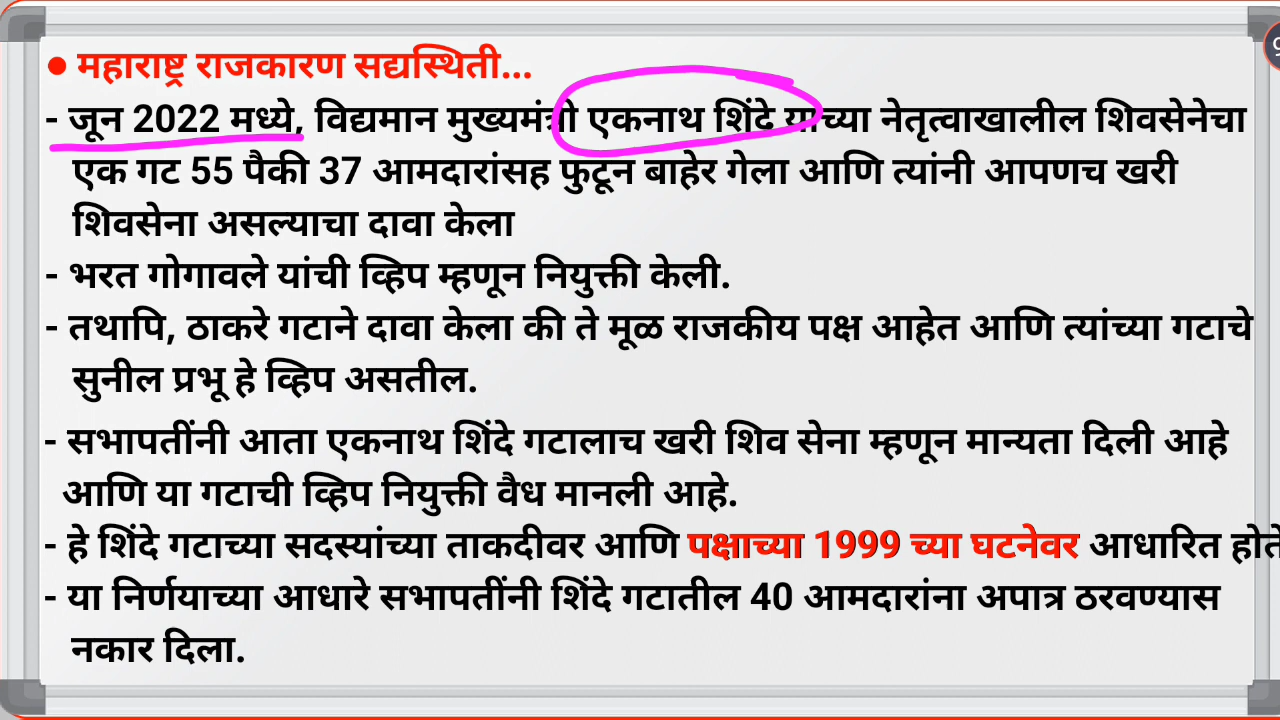 ● महाराष्ट्र राजकारण सद्यस्थिती...
- जून 2022 मध्ये, विद्यमान मुख्यमंत्री एकनाथ शिंदे यांच्या नेतृत्वाखालील शिवसेनेचा
एक गट 55 पैकी 37 आमदारांसह फुटून बाहेर गेला आणि त्यांनी आपणच खरी
शिवसेना असल्याचा दावा केला
- भरत गोगावले यांची व्हिप म्हणून नियुक्ती केली.
- तथापि, ठाकरे गटाने दावा केला की ते मूळ राजकीय पक्ष आहेत आणि त्यांच्या गटाचे
सुनील प्रभू हे व्हिप असतील.
- सभापतींनी आता एकनाथ शिंदे गटालाच खरी शिव सेना म्हणून मान्यता दिली आहे
आणि या गटाची व्हिप नियुक्ती वैध मानली आहे.
- हे शिंदे गटाच्या सदस्यांच्या ताकदीवर आणि पक्षाच्या 1999 च्या घटनेवर आधारित होते
- या निर्णयाच्या आधारे सभापतींनी शिंदे गटातील 40 आमदारांना अपात्र ठरवण्यास
नकार दिला.